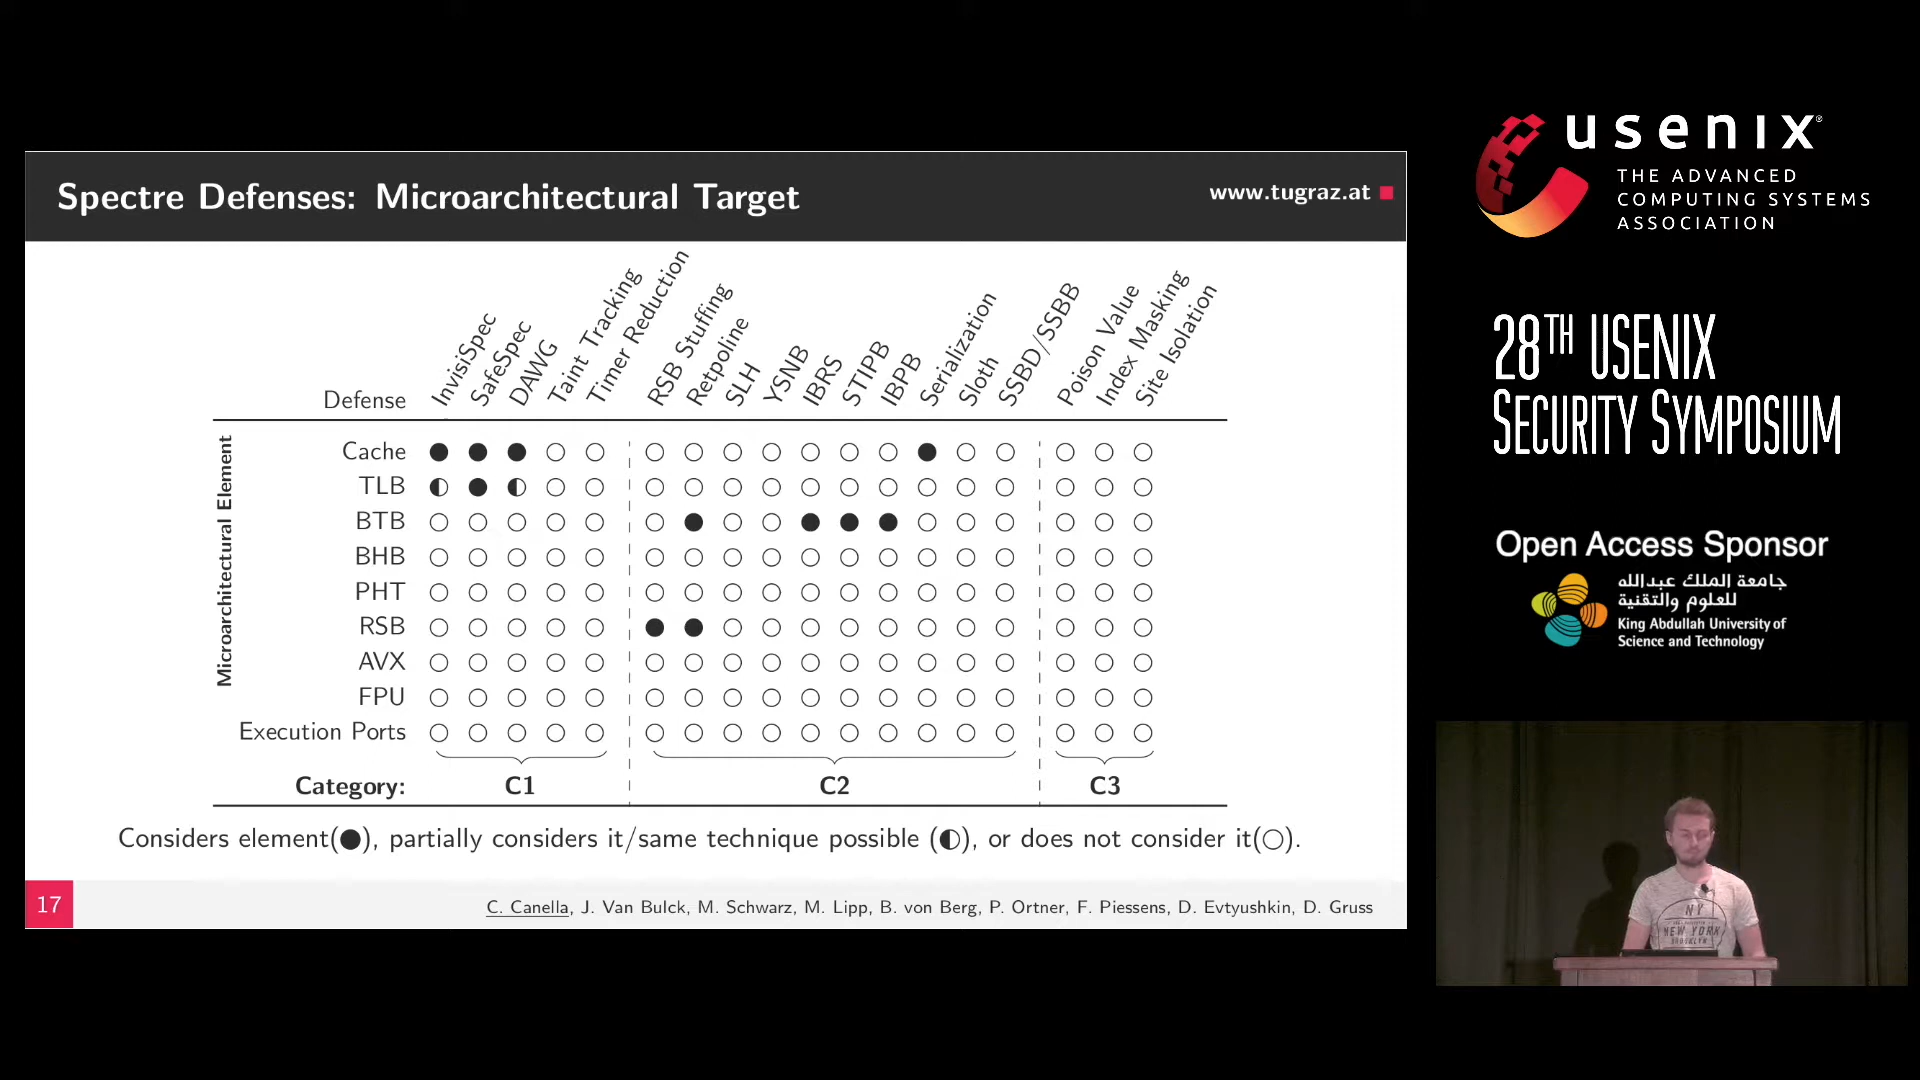 Spectre Defenses: Microarchitectural Target
www.tugraz.at
Defense
InvisiSpec
SafeSpec
DAWG
Taint Tracking
Timer Reduction
RSB Stuffing
Retpoline
SLH
YSNB
IBRS
STIPB
IBPB
Serialization
Sloth
SSBD/SSBB
Poison Value
Index Masking
Site Isolation
Microarchitectural Element
Cache ● ● ● ○ ○ ○ ○ ○ ○ ○ ○ ○ ● ○ ○ ○ ○ ○
TLB ◐ ● ◐ ○ ○ ○ ○ ○ ○ ○ ○ ○ ○ ○ ○ ○ ○ ○
BTB ○ ○ ○ ○ ○ ○ ● ○ ○ ● ● ● ○ ○ ○ ○ ○ ○
BHB ○ ○ ○ ○ ○ ○ ○ ○ ○ ○ ○ ○ ○ ○ ○ ○ ○ ○
PHT ○ ○ ○ ○ ○ ○ ○ ○ ○ ○ ○ ○ ○ ○ ○ ○ ○ ○
RSB ○ ○ ○ ○ ○ ● ● ○ ○ ○ ○ ○ ○ ○ ○ ○ ○ ○
AVX ○ ○ ○ ○ ○ ○ ○ ○ ○ ○ ○ ○ ○ ○ ○ ○ ○ ○
FPU ○ ○ ○ ○ ○ ○ ○ ○ ○ ○ ○ ○ ○ ○ ○ ○ ○ ○
Execution Ports ○ ○ ○ ○ ○ ○ ○ ○ ○ ○ ○ ○ ○ ○ ○ ○ ○ ○
Category: C1 C2 C3
Considers element(●), partially considers it/same technique possible (◐), or does not consider it(○).
17
C. Canella, J. Van Bulck, M. Schwarz, M. Lipp, B. von Berg, P. Ortner, F. Piessens, D. Evtyushkin, D. Gruss
usenix®
THE ADVANCED
COMPUTING SYSTEMS
ASSOCIATION
28TH USENIX
SECURITY SYMPOSIUM
Open Access Sponsor
جامعة الملك عبدالله
للعلوم والتقنية
King Abdullah University of
Science and Technology
NY
NEW YORK
BROOKLYN